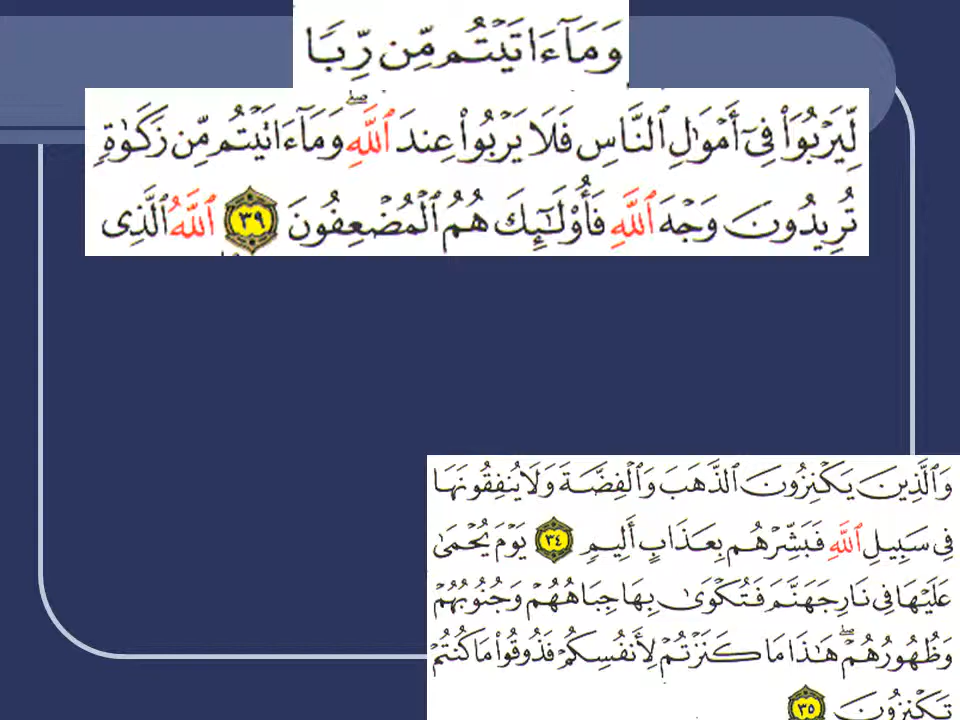 وَمَآ ءَاتَيْتُم مِّن رِّبًا
لِّيَرْبُوَا۟ فِىٓ أَمْوَٰلِ ٱلنَّاسِ فَلَا يَرْبُوا۟ عِندَ ٱللَّهِ ۖ وَمَآ ءَاتَيْتُم مِّن زَكَوٰةٍ
تُرِيدُونَ وَجْهَ ٱللَّهِ فَأُو۟لَـٰٓئِكَ هُمُ ٱلْمُضْعِفُونَ ٣٩ ٱللَّهُ ٱلَّذِى
وَٱلَّذِينَ يَكْنِزُونَ ٱلذَّهَبَ وَٱلْفِضَّةَ وَلَا يُنفِقُونَهَا
فِى سَبِيلِ ٱللَّهِ فَبَشِّرْهُم بِعَذَابٍ أَلِيمٍ ٣٤ يَوْمَ يُحْمَىٰ
عَلَيْهَا فِى نَارِ جَهَنَّمَ فَتُكْوَىٰ بِهَا جِبَاهُهُمْ وَجُنُوبُهُمْ
وَظُهُورُهُمْ ۖ هَـٰذَا مَا كَنَزْتُمْ لِأَنفُسِكُمْ فَذُوقُوا۟ مَا كُنتُمْ
تَكْنِزُونَ ٣٥